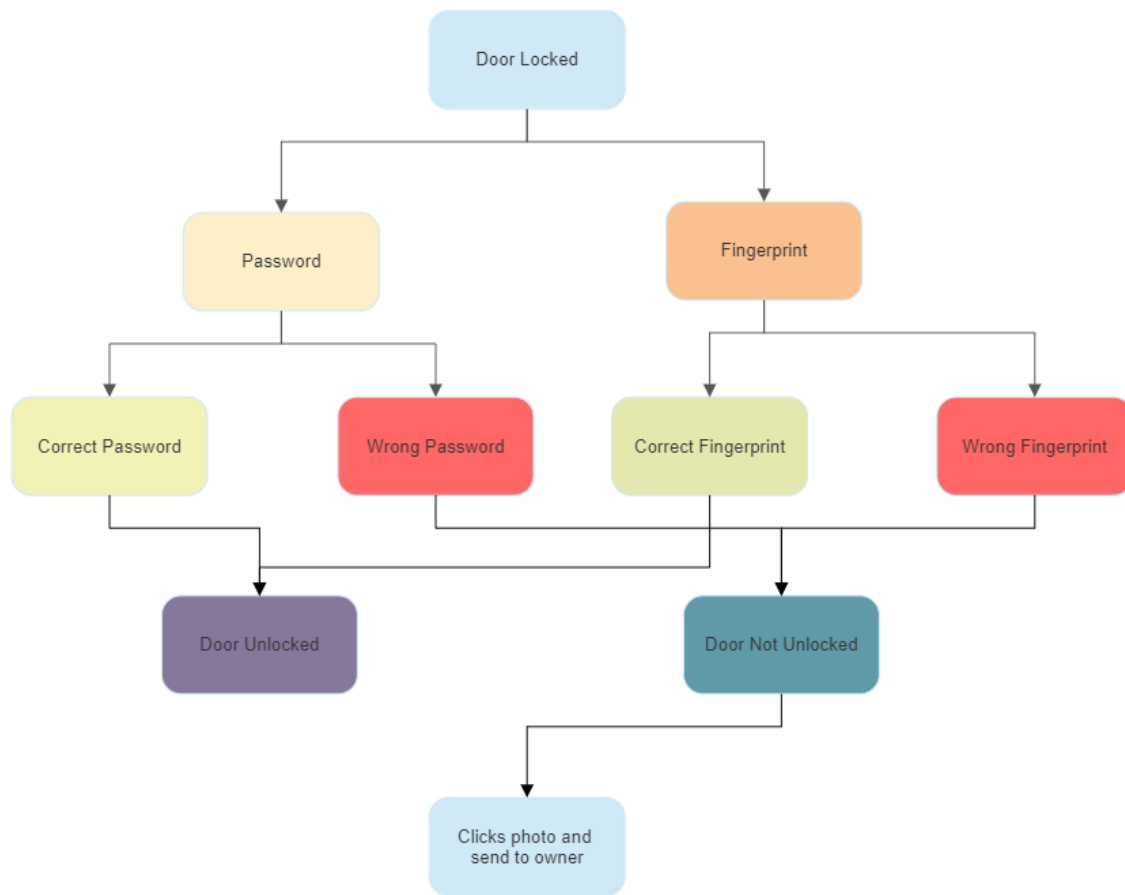 Door Locked
Password
Fingerprint
Correct Password
Wrong Password
Correct Fingerprint
Wrong Fingerprint
Door Unlocked
Door Not Unlocked
Clicks photo and
send to owner